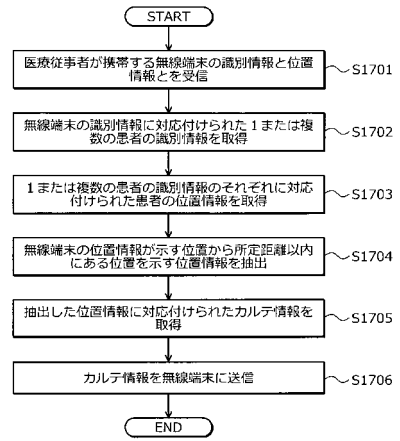 START
医療従事者が携帯する無線端末の識別情報と位置
情報とを受信
S1701
無線端末の識別情報に対応付けられた1または複
数の患者の識別情報を取得
S1702
1または複数の患者の識別情報のそれぞれに対応
付けられた患者の位置情報を取得
S1703
無線端末の位置情報が示す位置から所定距離以内
にある位置を示す位置情報を抽出
S1704
抽出した位置情報に対応付けられたカルテ情報を
取得
S1705
カルテ情報を無線端末に送信
S1706
END